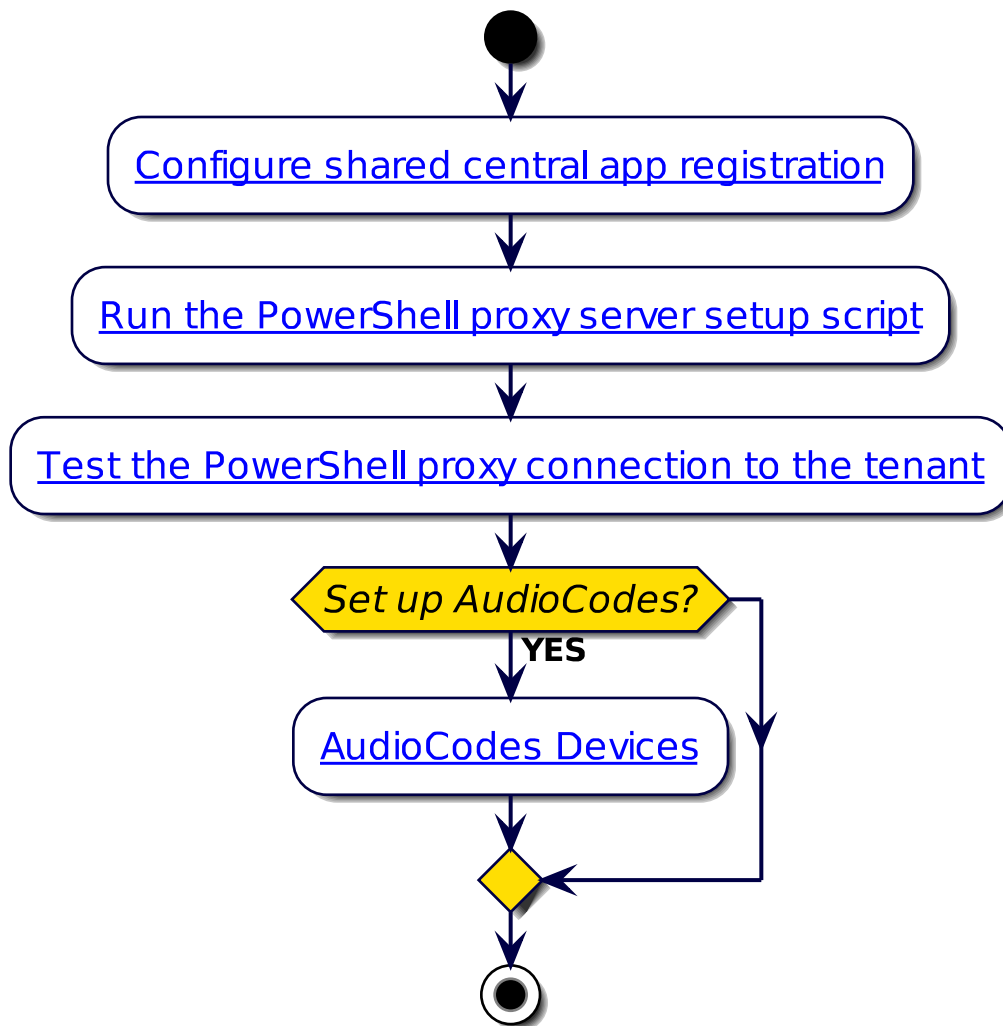 Configure shared central app registration
Run the PowerShell proxy server setup script
Test the PowerShell proxy connection to the tenant
Set up AudioCodes?
YES
AudioCodes Devices